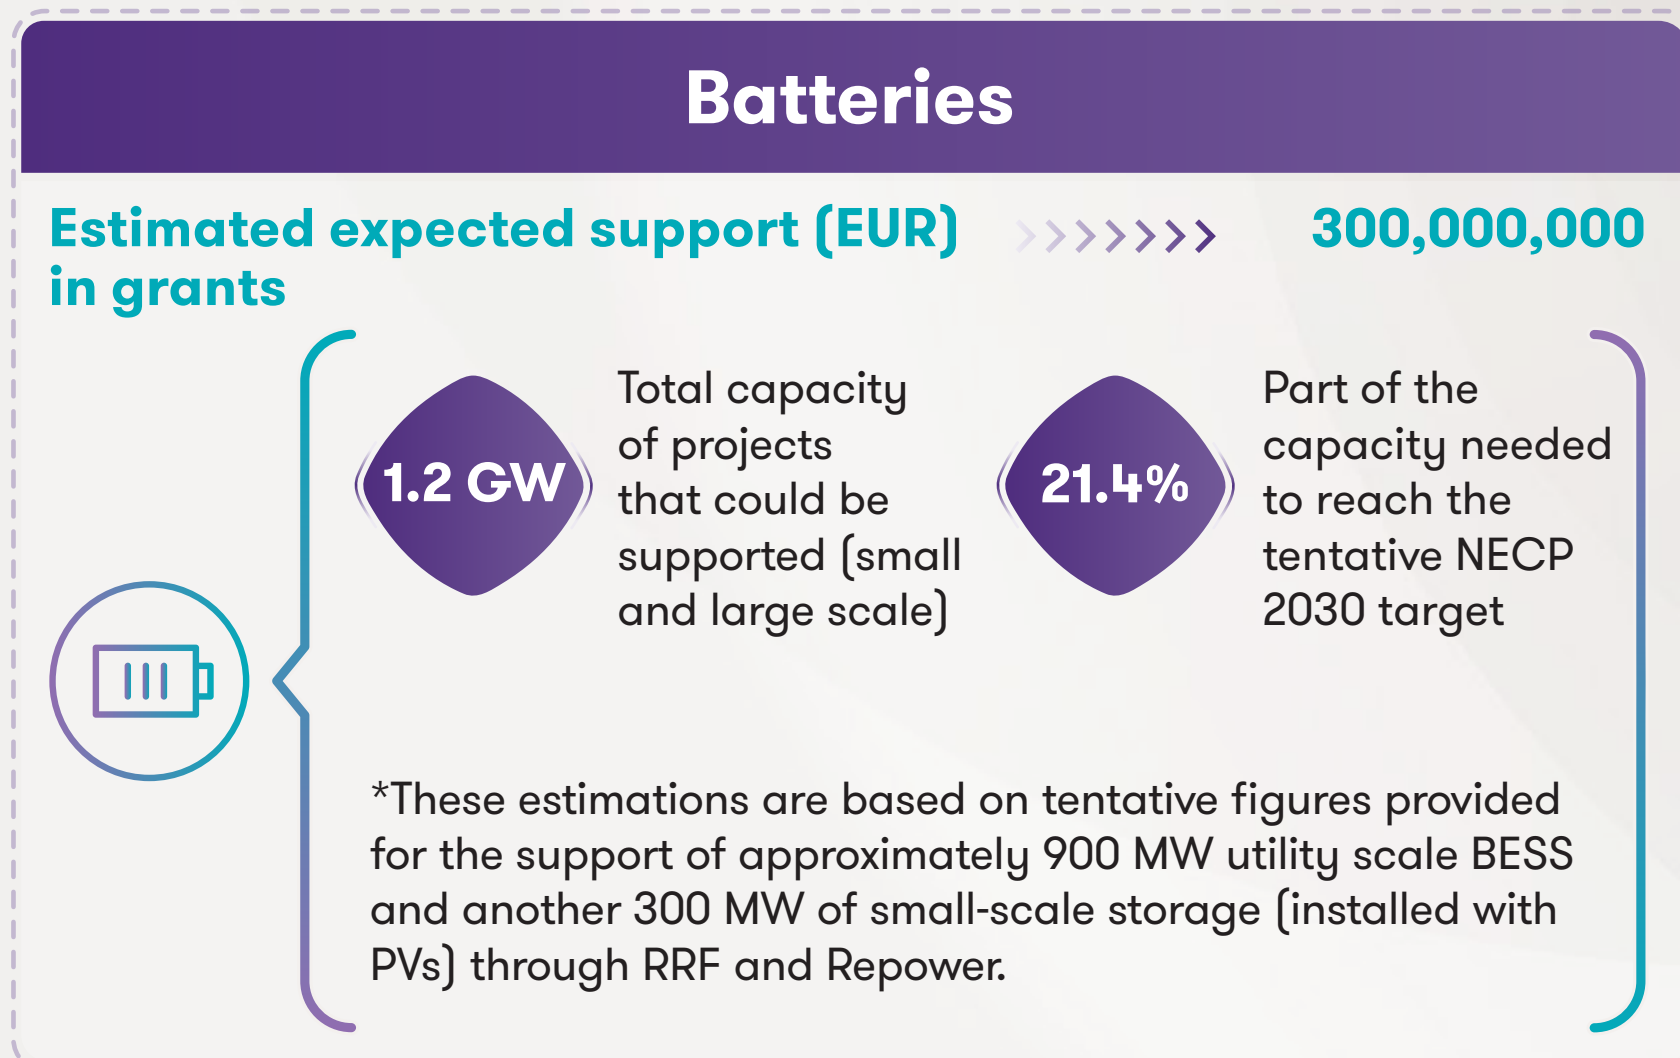 Batteries
Estimated expected support (EUR)
in grants
300,000,000
1.2 GW
Total capacity
of projects
that could be
supported (small
and large scale)
21.4%
Part of the
capacity needed
to reach the
tentative NECP
2030 target
*These estimations are based on tentative figures provided
for the support of approximately 900 MW utility scale BESS
and another 300 MW of small-scale storage (installed with
PVs) through RRF and Repower.